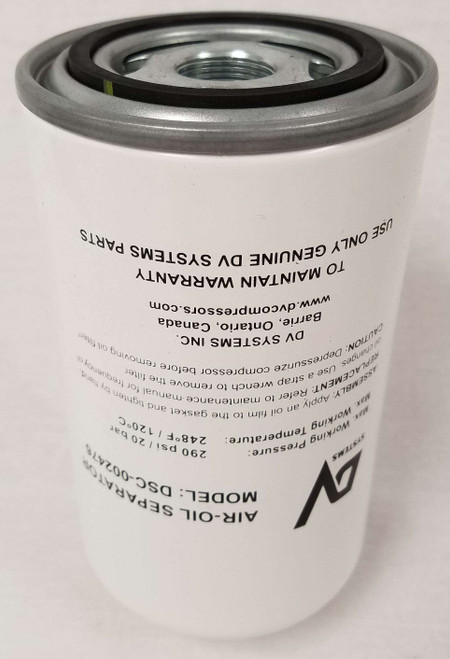 DV
SYSTEMS
AIR-OIL SEPARATOR
MODEL: DSC-002476
Max. Working Pressure: 290 psi / 20 bar
Max. Working Temperature: 248°F / 120°C
ASSEMBLY: Apply an oil film to the gasket and tighten by hand.
REPLACEMENT: Refer to maintenance manual for frequency of
oil changes. Use a strap wrench to remove the filter
CAUTION: Depressurize compressor before removing oil filter
DV SYSTEMS INC.
Barrie, Ontario, Canada
www.dvcompressors.com
TO MAINTAIN WARRANTY
USE ONLY GENUINE DV SYSTEMS PARTS